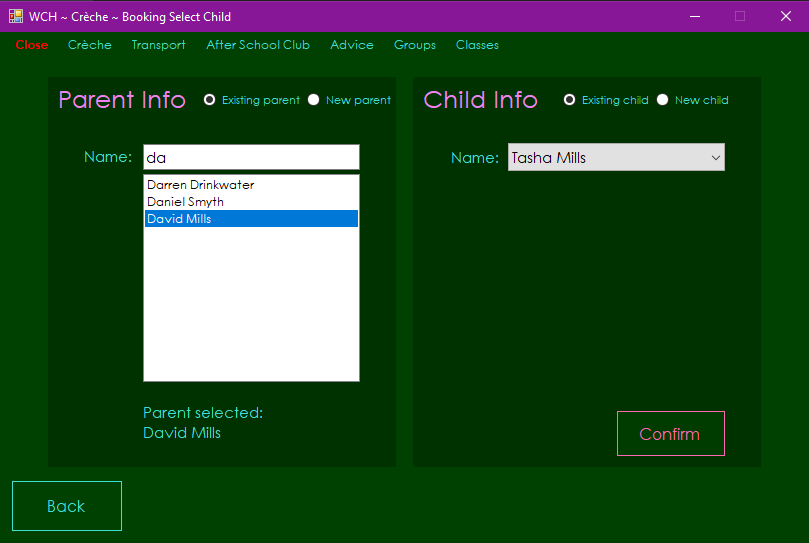 WCH ~ Crèche ~ Booking Select Child
Close Crèche Transport After School Club Advice Groups Classes
Parent Info Existing parent New parent
Name: da
Darren Drinkwater
Daniel Smyth
David Mills
Parent selected:
David Mills
Child Info Existing child New child
Name: Tasha Mills
Confirm
Back